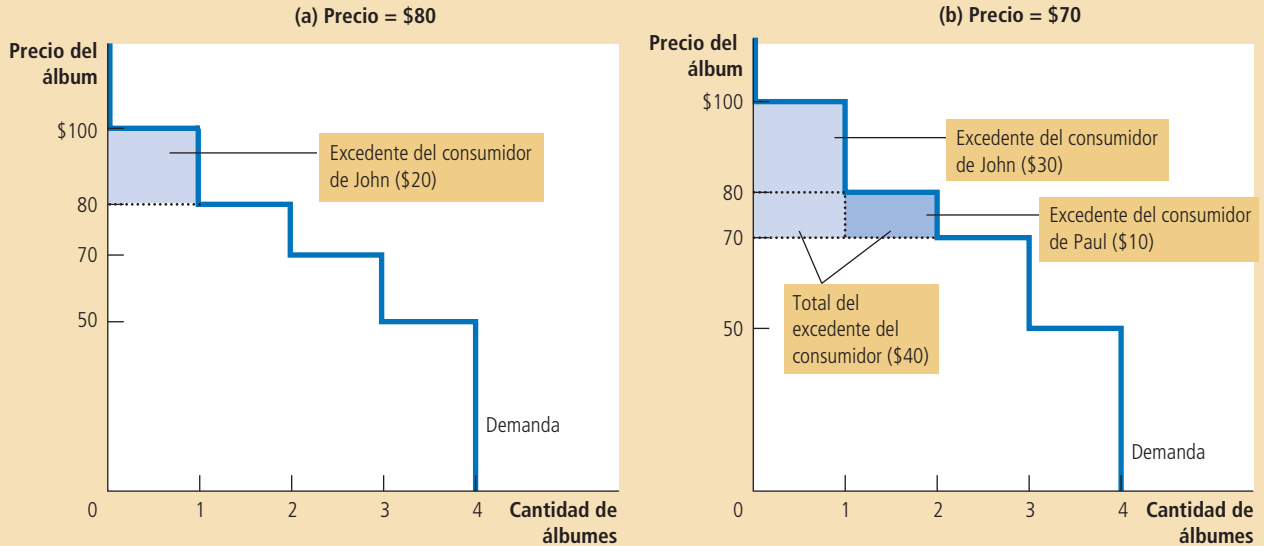 (a) Precio = $80
Precio del
álbum
$100
80
70
50
Excedente del consumidor
de John ($20)
Demanda
0
1
2
3
4
Cantidad de
álbumes
(b) Precio = $70
Precio del
álbum
$100
80
70
50
Excedente del consumidor
de John ($30)
Excedente del consumidor
de Paul ($10)
Total del
excedente del
consumidor ($40)
Demanda
0
1
2
3
4
Cantidad de
álbumes